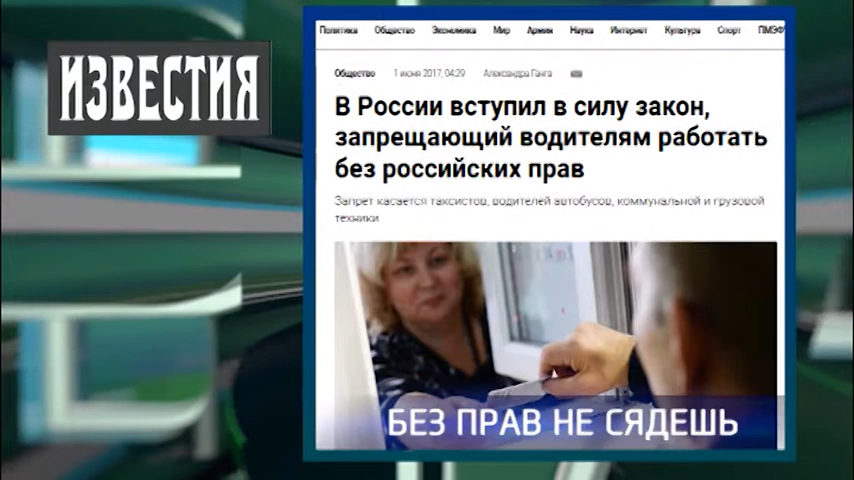 ИЗВЕСТИЯ
Политика Общество Экономика Мир Армия Наука Интернет Культура Спорт ПМЭФ
Общество 1 июня 2017, 04:29 Александра Ганга
В России вступил в силу закон,
запрещающий водителям работать
без российских прав
Запрет касается таксистов, водителей автобусов, коммунальной и грузовой
техники
БЕЗ ПРАВ НЕ СЯДЕШЬ